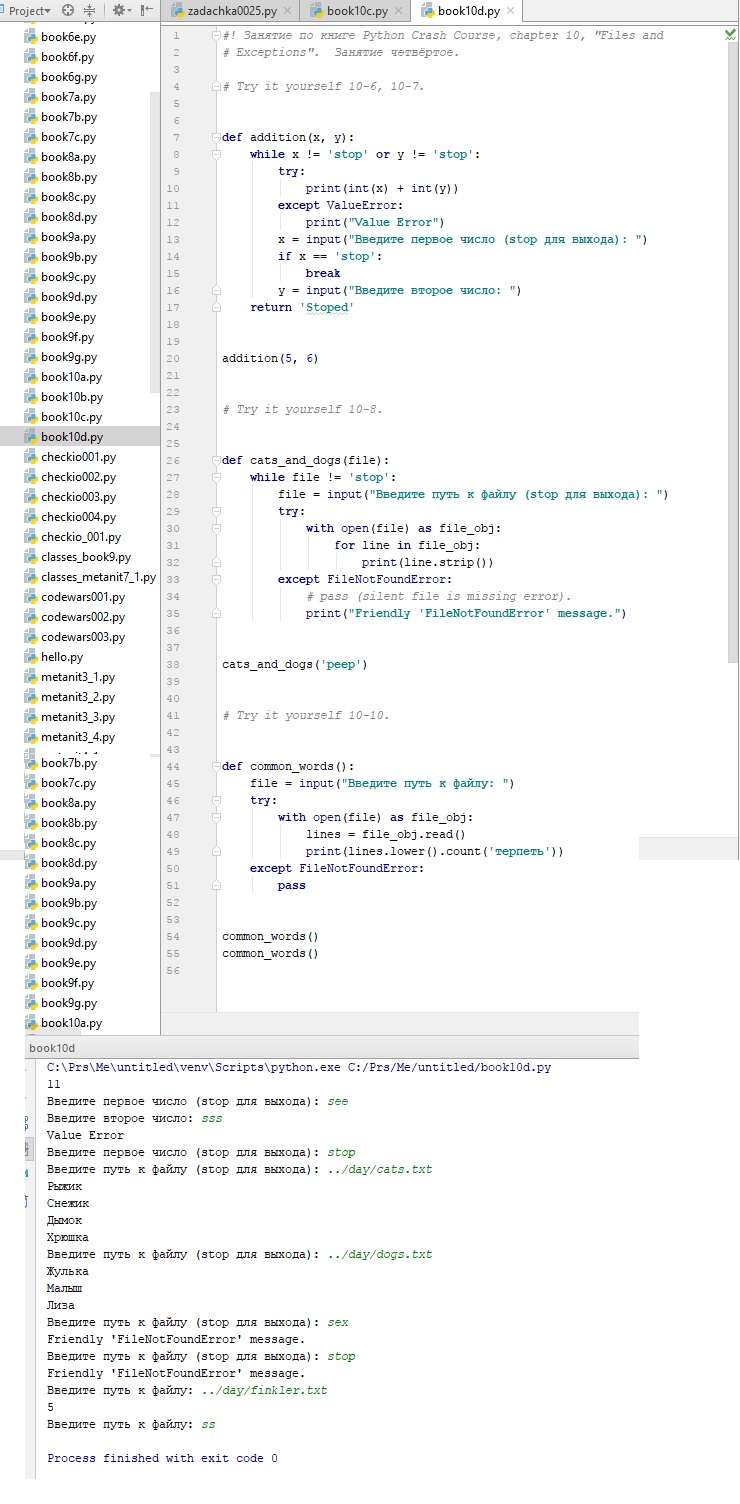 Project
zadachka0025.py
book10c.py
book10d.py
book6e.py
book6f.py
book6g.py
book7a.py
book7b.py
book7c.py
book8a.py
book8b.py
book8c.py
book8d.py
book9a.py
book9b.py
book9c.py
book9d.py
book9e.py
book9f.py
book9g.py
book10a.py
book10b.py
book10c.py
book10d.py
checkio001.py
checkio002.py
checkio003.py
checkio004.py
checkio_001.py
classes_book9.py
classes_metanit7_1.py
codewars001.py
codewars002.py
codewars003.py
hello.py
metanit3_1.py
metanit3_2.py
metanit3_3.py
metanit3_4.py
book7b.py
book7c.py
book8a.py
book8b.py
book8c.py
book8d.py
book9a.py
book9b.py
book9c.py
book9d.py
book9e.py
book9f.py
book9g.py
book10a.py
1 #! Занятие по книге Python Crash Course, chapter 10, "Files and
2 # Exceptions".  Занятие четвёртое.
3
4 # Try it yourself 10-6, 10-7.
5
6
7 def addition(x, y):
8     while x != 'stop' or y != 'stop':
9         try:
10             print(int(x) + int(y))
11         except ValueError:
12             print("Value Error")
13         x = input("Введите первое число (stop для выхода): ")
14         if x == 'stop':
15             break
16         y = input("Введите второе число: ")
17     return 'Stoped'
18
19
20 addition(5, 6)
21
22
23 # Try it yourself 10-8.
24
25
26 def cats_and_dogs(file):
27     while file != 'stop':
28         file = input("Введите путь к файлу (stop для выхода): ")
29         try:
30             with open(file) as file_obj:
31                 for line in file_obj:
32                     print(line.strip())
33         except FileNotFoundError:
34             # pass (silent file is missing error).
35             print("Friendly 'FileNotFoundError' message.")
36
37
38 cats_and_dogs('peep')
39
40
41 # Try it yourself 10-10.
42
43
44 def common_words():
45     file = input("Введите путь к файлу: ")
46     try:
47         with open(file) as file_obj:
48             lines = file_obj.read()
49             print(lines.lower().count('терпеть'))
50     except FileNotFoundError:
51         pass
52
53
54 common_words()
55 common_words()
56
book10d
C:\Prs\Me\untitled\venv\Scripts\python.exe C:/Prs/Me/untitled/book10d.py
11
Введите первое число (stop для выхода): see
Введите второе число: sss
Value Error
Введите первое число (stop для выхода): stop
Введите путь к файлу (stop для выхода): ../day/cats.txt
Рыжик
Снежик
Дымок
Хрюшка
Введите путь к файлу (stop для выхода): ../day/dogs.txt
Жулька
Малыш
Лиза
Введите путь к файлу (stop для выхода): sex
Friendly 'FileNotFoundError' message.
Введите путь к файлу (stop для выхода): stop
Friendly 'FileNotFoundError' message.
Введите путь к файлу: ../day/finkler.txt
5
Введите путь к файлу: ss
Process finished with exit code 0